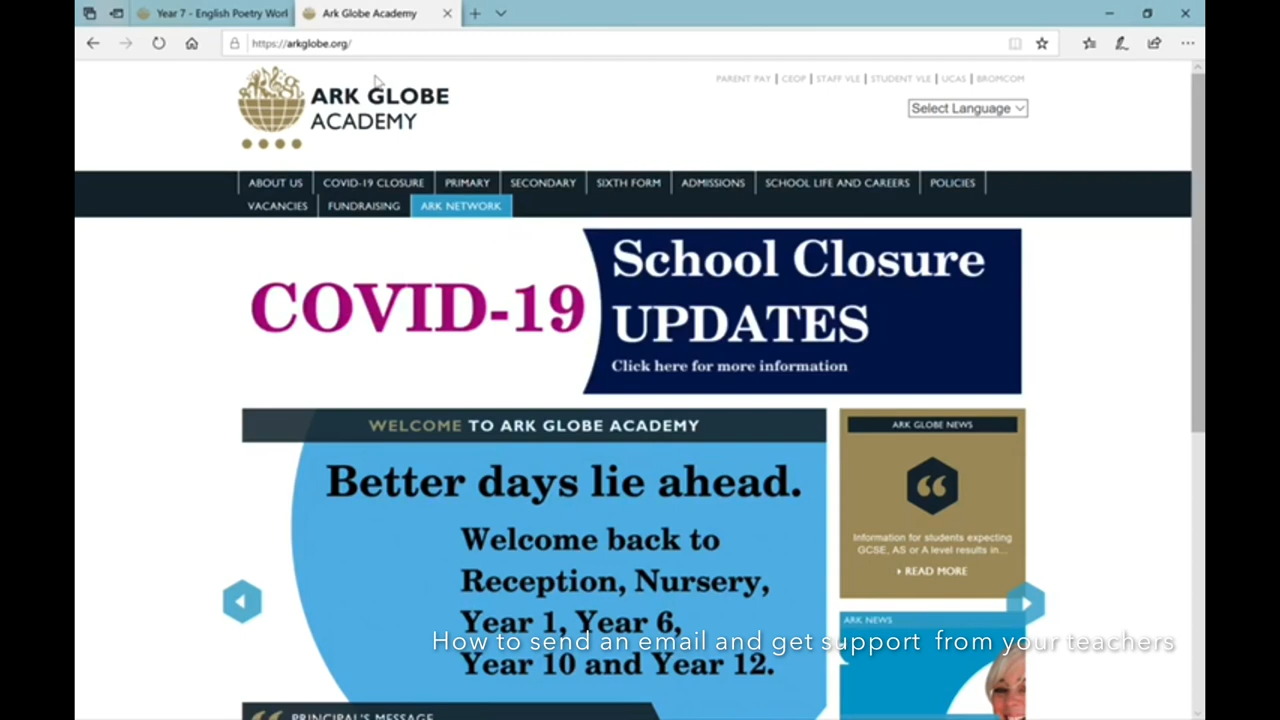 Year 7 - English Poetry Worl
Ark Globe Academy
https://arkglobe.org/
PARENT PAY | CEOP | STAFF VLE | STUDENT VLE | UCAS | BROMCOM
ARK GLOBE
ACADEMY
Select Language
ABOUT US
COVID-19 CLOSURE
PRIMARY
SECONDARY
SIXTH FORM
ADMISSIONS
SCHOOL LIFE AND CAREERS
POLICIES
VACANCIES
FUNDRAISING
ARK NETWORK
COVID-19
School Closure
UPDATES
Click here for more information
WELCOME TO ARK GLOBE ACADEMY
Better days lie ahead.
Welcome back to
Reception, Nursery,
Year 1, Year 6,
Year 10 and Year 12.
ARK GLOBE NEWS
Information for students expecting
GCSE, AS or A level results in...
READ MORE
ARK NEWS
How to send an email and get support from your teachers
PRINCIPAL'S MESSAGE